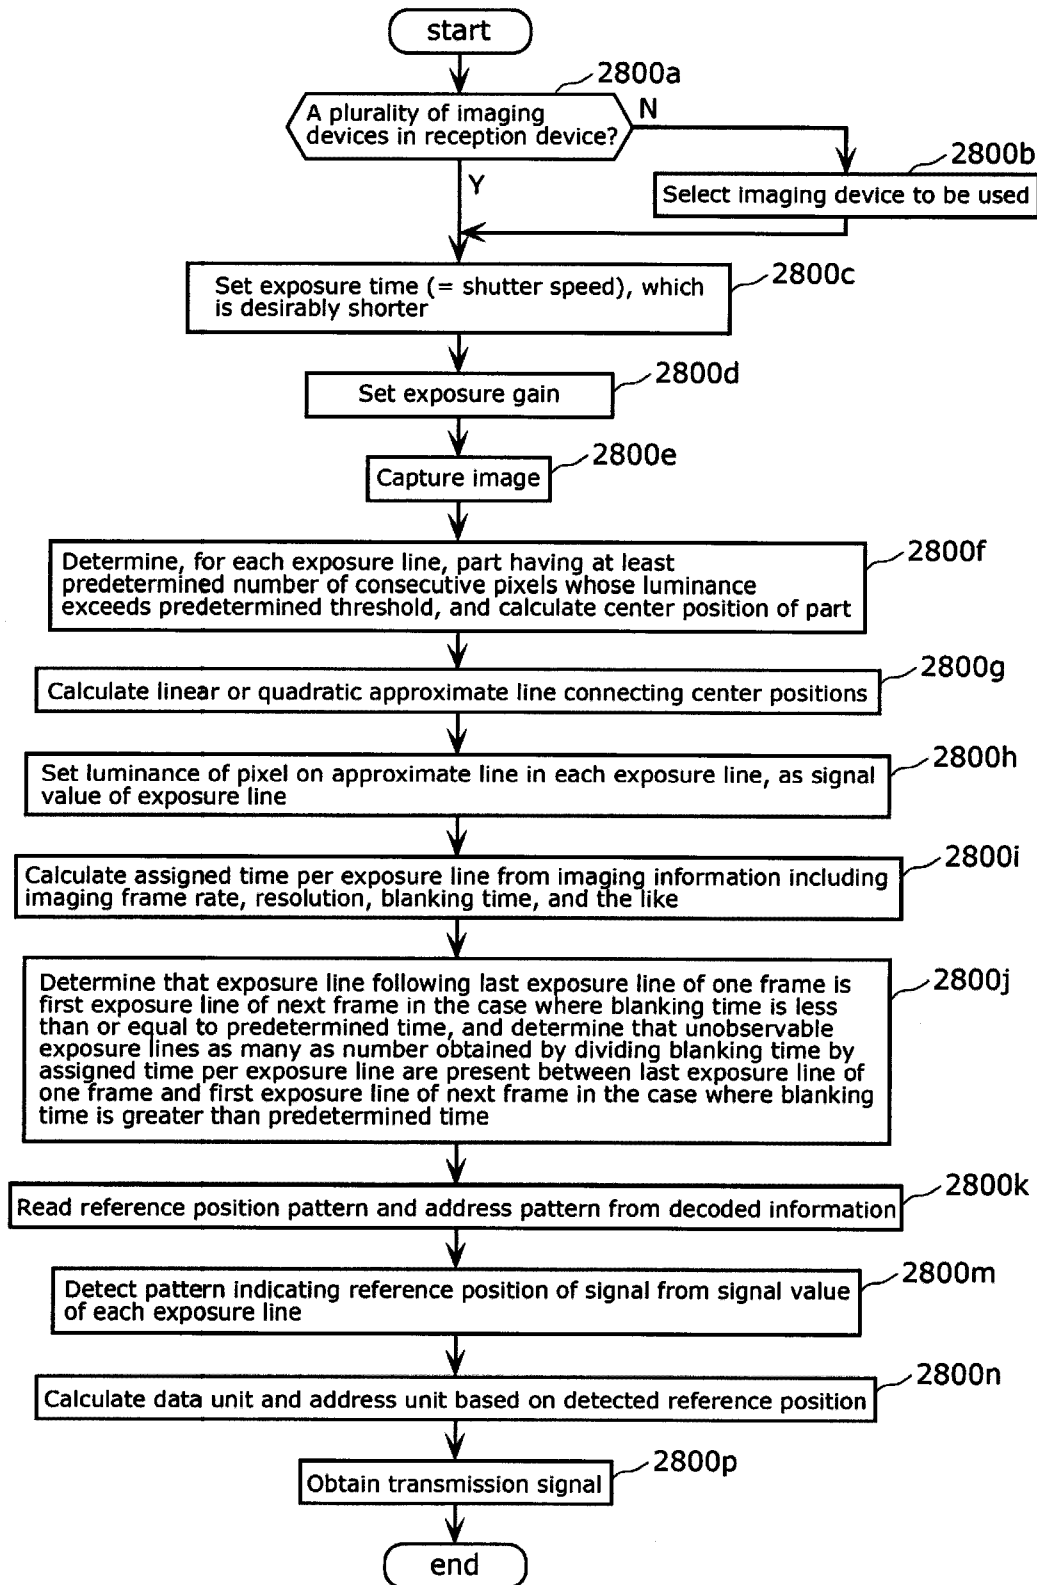 start
2800a
A plurality of imaging
devices in reception device?
N
Y
2800b
Select imaging device to be used
2800c
Set exposure time (= shutter speed), which
is desirably shorter
2800d
Set exposure gain
2800e
Capture image
2800f
Determine, for each exposure line, part having at least
predetermined number of consecutive pixels whose luminance
exceeds predetermined threshold, and calculate center position of part
2800g
Calculate linear or quadratic approximate line connecting center positions
2800h
Set luminance of pixel on approximate line in each exposure line, as signal
value of exposure line
2800i
Calculate assigned time per exposure line from imaging information including
imaging frame rate, resolution, blanking time, and the like
2800j
Determine that exposure line following last exposure line of one frame is
first exposure line of next frame in the case where blanking time is less
than or equal to predetermined time, and determine that unobservable
exposure lines as many as number obtained by dividing blanking time by
assigned time per exposure line are present between last exposure line of
one frame and first exposure line of next frame in the case where blanking
time is greater than predetermined time
2800k
Read reference position pattern and address pattern from decoded information
2800m
Detect pattern indicating reference position of signal from signal value
of each exposure line
2800n
Calculate data unit and address unit based on detected reference position
2800p
Obtain transmission signal
end